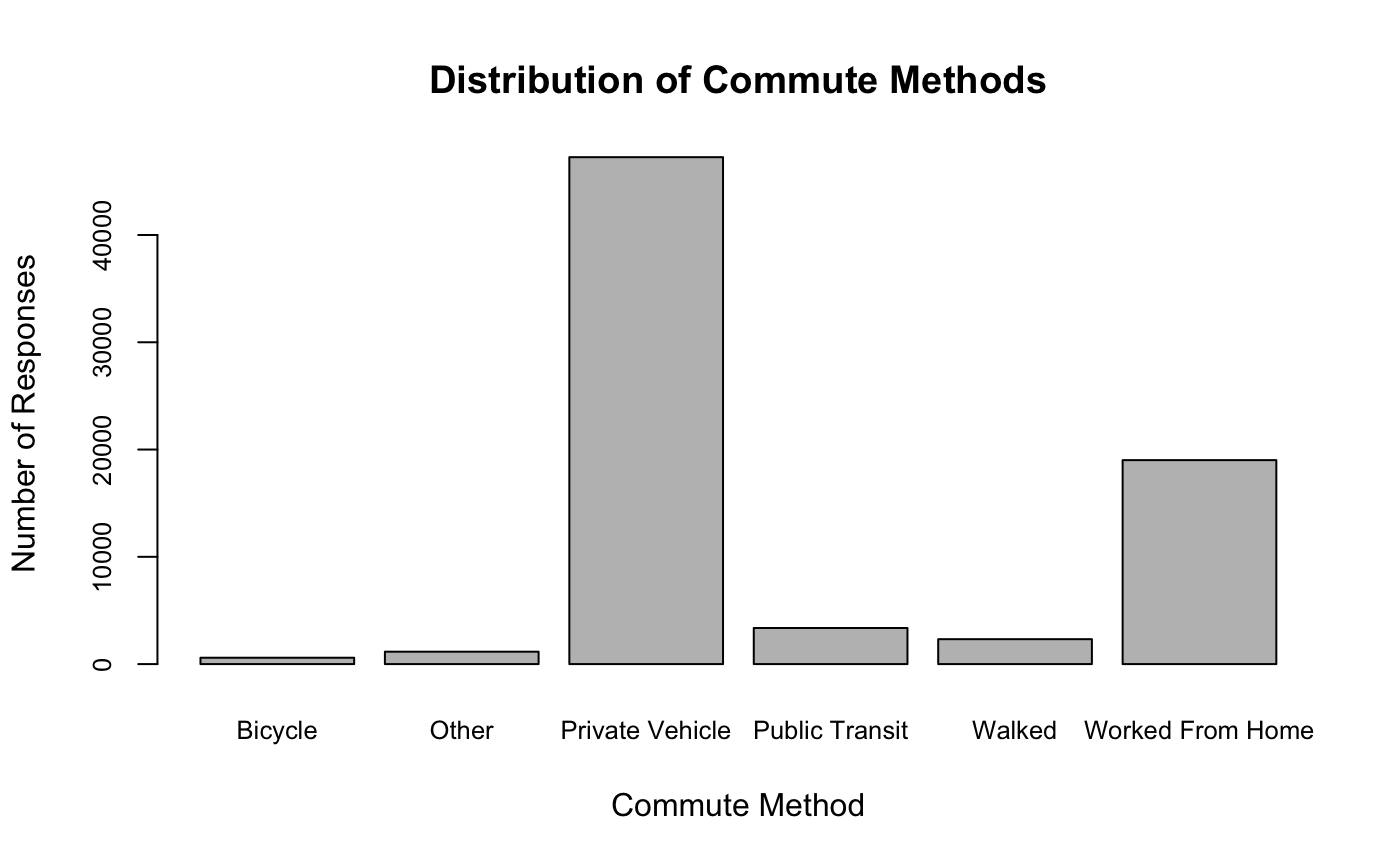 Distribution of Commute Methods
Number of Responses
40000
30000
20000
10000
0
Bicycle Other Private Vehicle Public Transit Walked Worked From Home
Commute Method